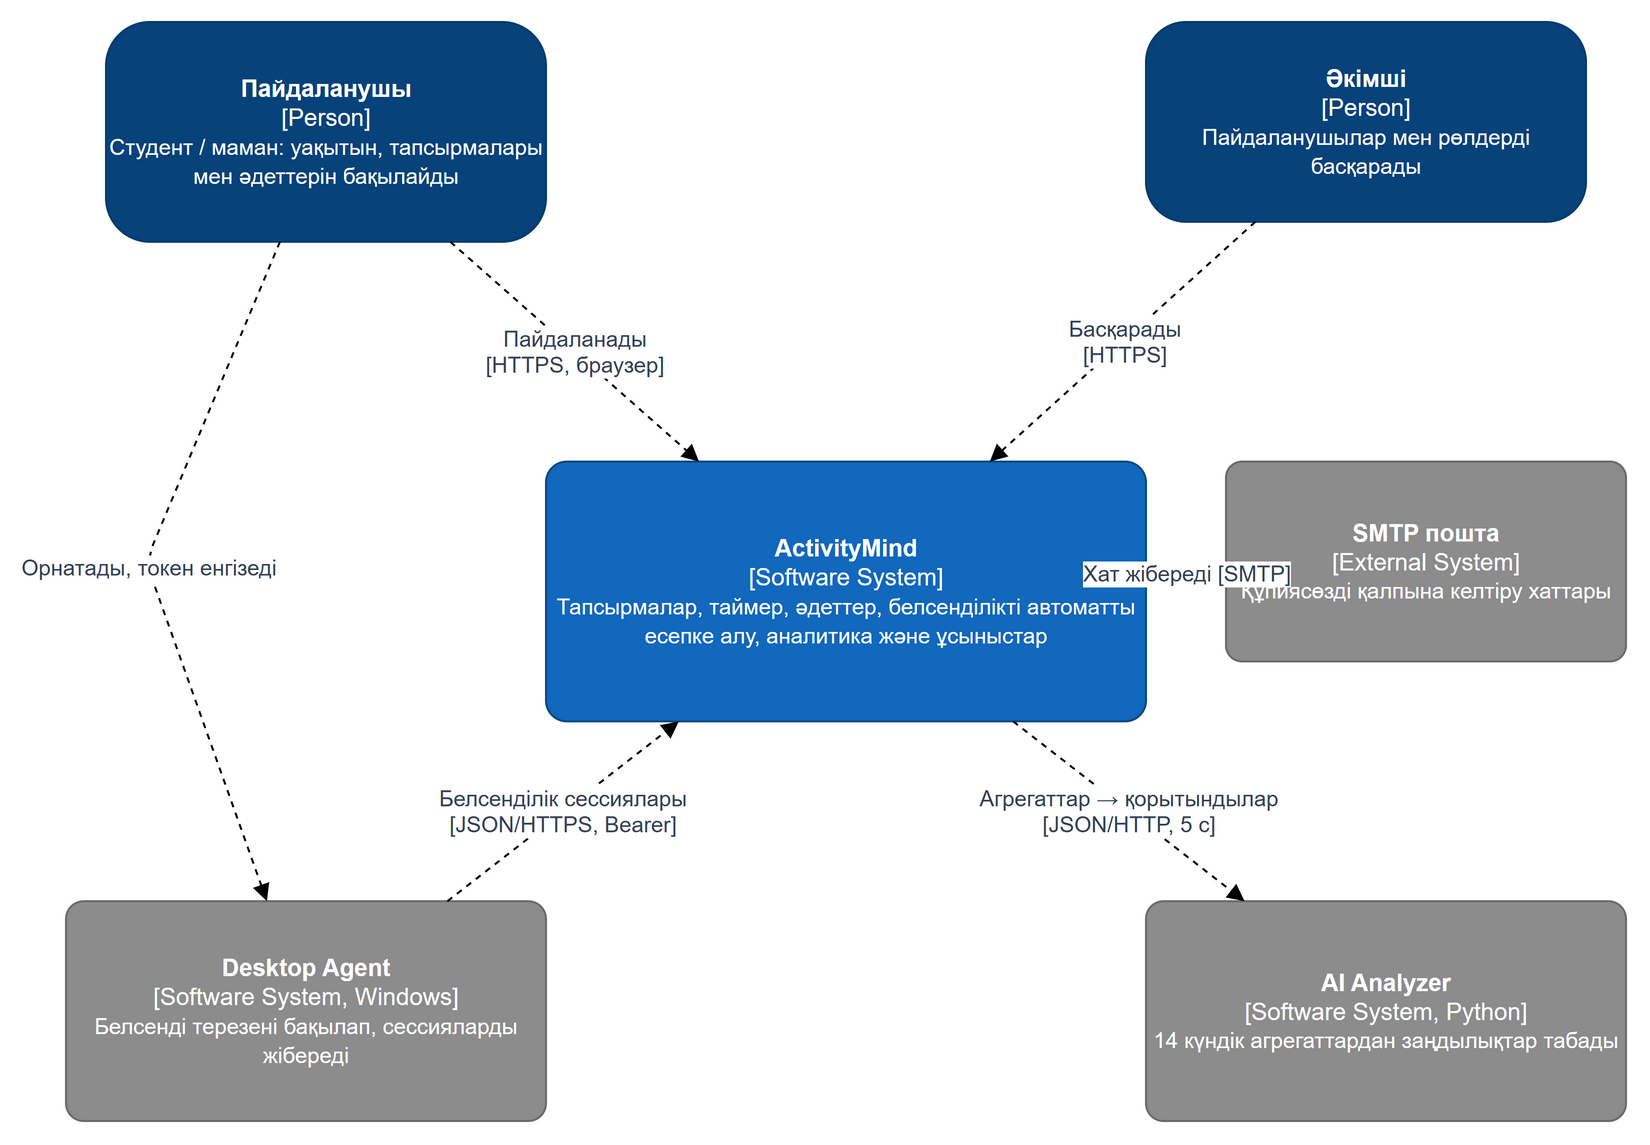 Пайдаланушы
[Person]
Студент / маман: уақытын, тапсырмалары
мен әдеттерін бақылайды
Әкімші
[Person]
Пайдаланушылар мен рөлдерді
басқарады
Пайдаланады
[HTTPS, браузер]
Басқарады
[HTTPS]
Орнатады, токен енгізеді
ActivityMind
[Software System]
Тапсырмалар, таймер, әдеттер, белсенділікті автоматты
есепке алу, аналитика және ұсыныстар
Хат жібереді [SMTP]
SMTP пошта
[External System]
Құпиясөзді қалпына келтіру хаттары
Белсенділік сессиялары
[JSON/HTTPS, Bearer]
Агрегаттар → қорытындылар
[JSON/HTTP, 5 с]
Desktop Agent
[Software System, Windows]
Белсенді терезені бақылап, сессияларды
жібереді
AI Analyzer
[Software System, Python]
14 күндік агрегаттардан заңдылықтар табады